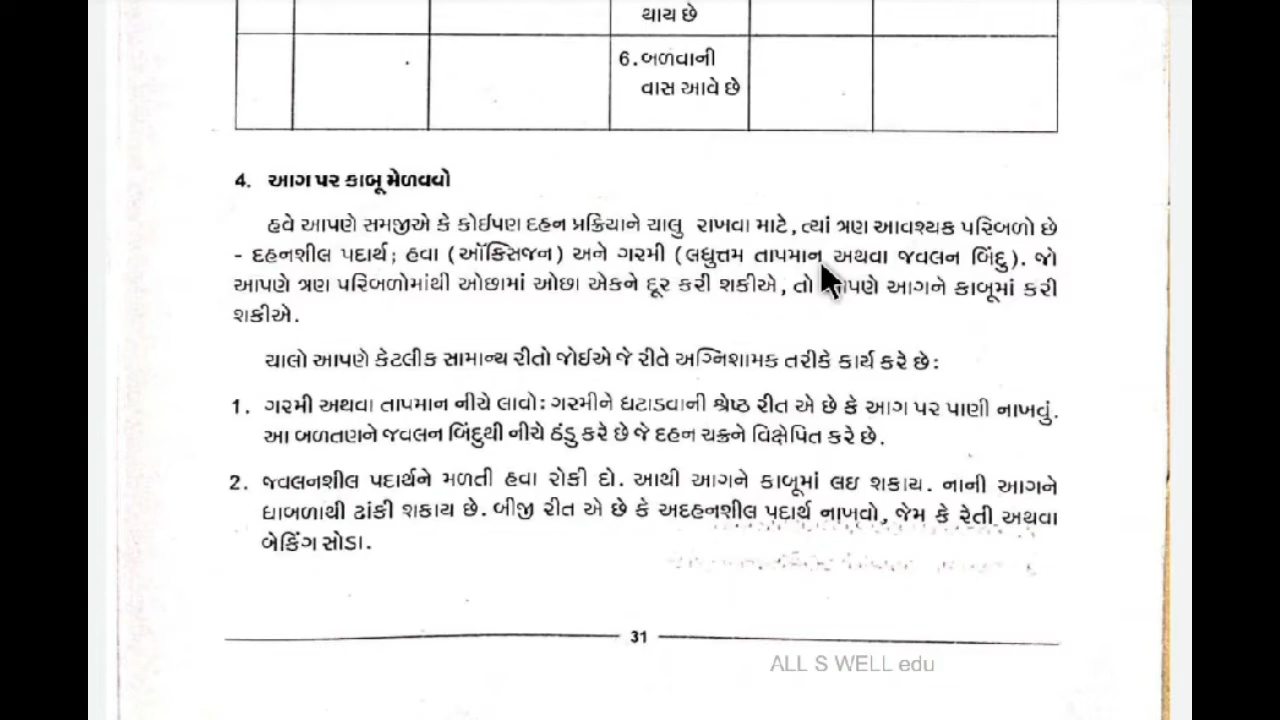 થાય છે
6. બળવાની
વાસ આવે છે
4. આગ પર કાબૂ મેળવવો
હવે આપણે સમજીએ કે કોઈપણ દહન પ્રક્રિયાને ચાલુ રાખવા માટે, ત્યાં ત્રણ આવશ્યક પરિબળો છે
- દહનશીલ પદાર્થ; હવા (ઑક્સિજન) અને ગરમી (લઘુત્તમ તાપમાન અથવા જવલન બિંદુ). જો
આપણે ત્રણ પરિબળોમાંથી ઓછામાં ઓછા એકને દૂર કરી શકીએ, તો આપણે આગને કાબૂમાં કરી
શકીએ.
ચાલો આપણે કેટલીક સામાન્ય રીતો જોઈએ જે રીતે અગ્નિશામક તરીકે કાર્ય કરે છે:
1. ગરમી અથવા તાપમાન નીચે લાવો: ગરમીને ઘટાડવાની શ્રેષ્ઠ રીત એ છે કે આગ પર પાણી નાખવું.
આ બળતણને જવલન બિંદુથી નીચે ઠંડુ કરે છે જે દહન ચક્રને વિક્ષેપિત કરે છે.
2. જવલનશીલ પદાર્થને મળતી હવા રોકી દો. આથી આગને કાબૂમાં લઇ શકાય. નાની આગને
ધાબળાથી ઢાંકી શકાય છે. બીજી રીત એ છે કે અદહનશીલ પદાર્થ નાખવો, જેમ કે રેતી અથવા
બેકિંગ સોડા.
31
ALL S WELL edu